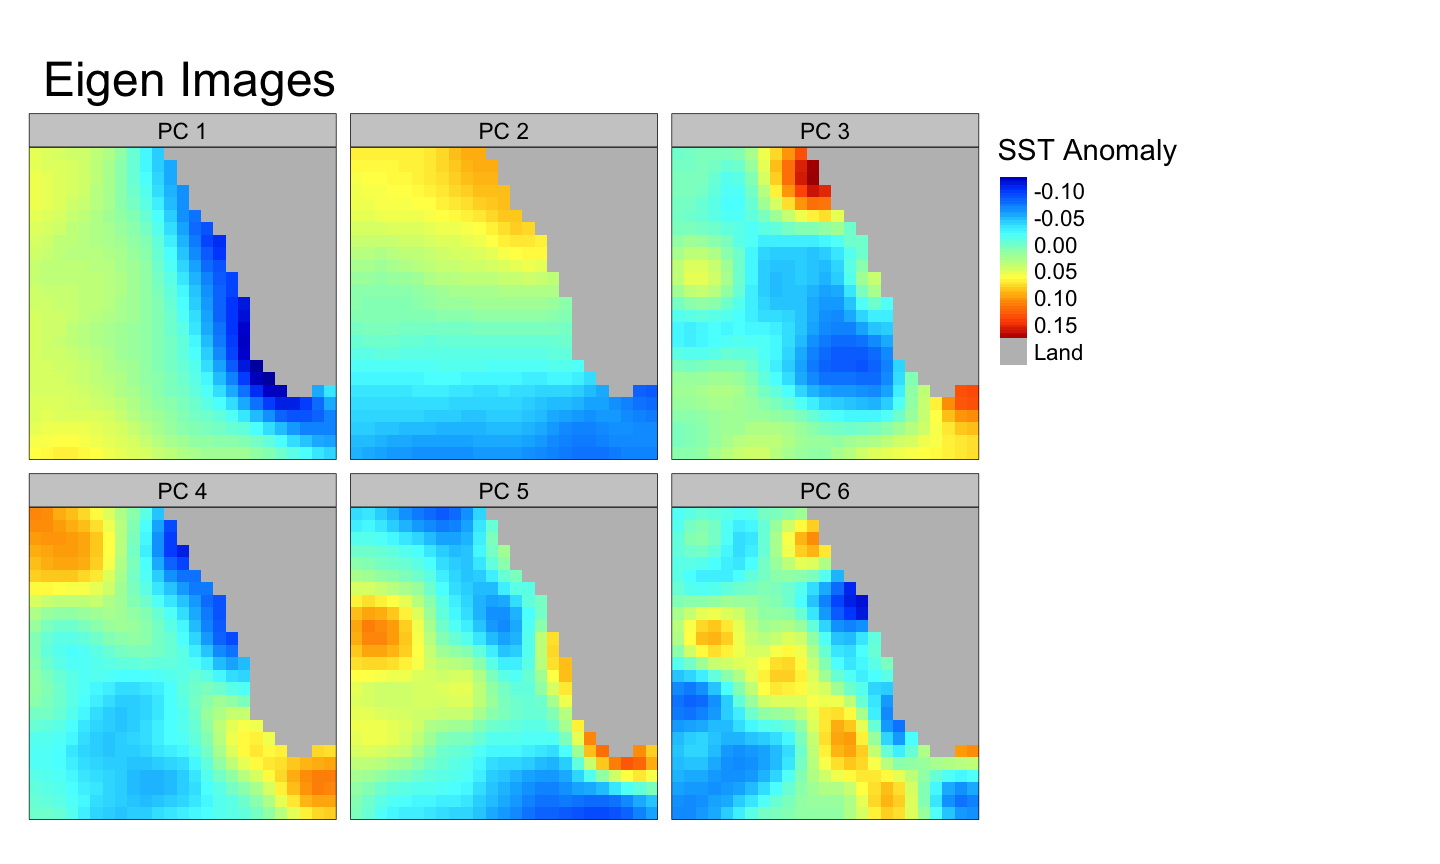 Eigen Images
PC 1
PC 2
PC 3
SST Anomaly
-0.10
-0.05
0.00
0.05
0.10
0.15
Land
PC 4
PC 5
PC 6